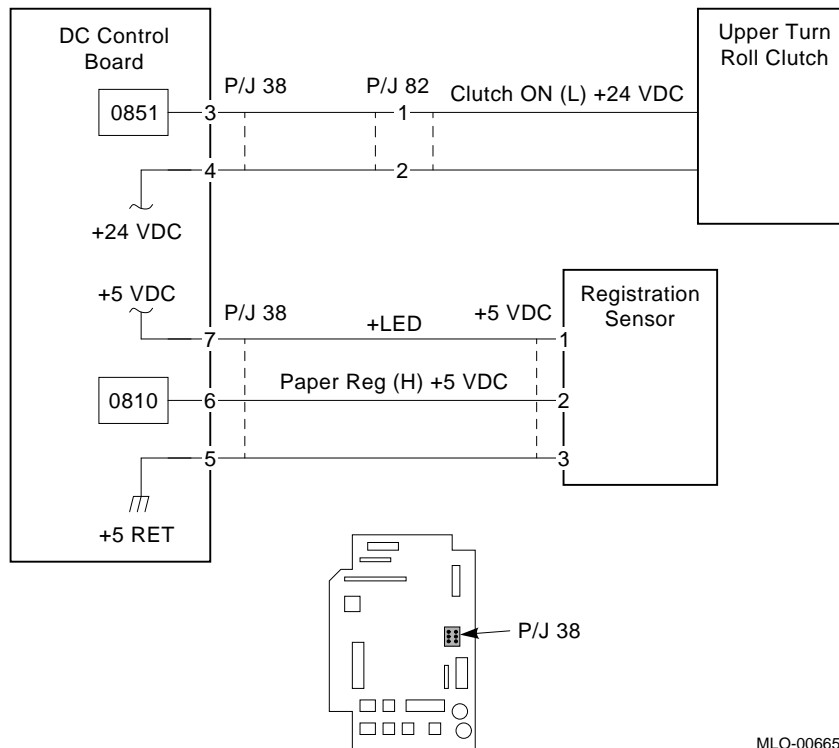 DC Control
Board
Upper Turn
Roll Clutch
P/J 38
P/J 82
Clutch ON (L) +24 VDC
0851
3
1
4
2
+24 VDC
+5 VDC
P/J 38
+LED
+5 VDC
Registration
Sensor
7
1
0810
6
Paper Reg (H) +5 VDC
2
5
3
+5 RET
P/J 38
MLO-00665